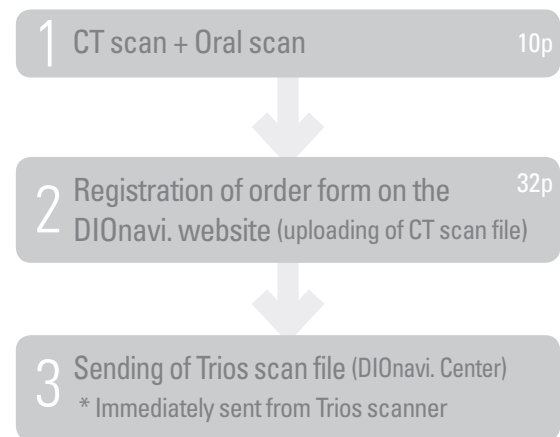 1 CT scan + Oral scan 10p
2 Registration of order form on the 32p
DIOnavi. website (uploading of CT scan file)
3 Sending of Trios scan file (DIOnavi. Center)
* Immediately sent from Trios scanner